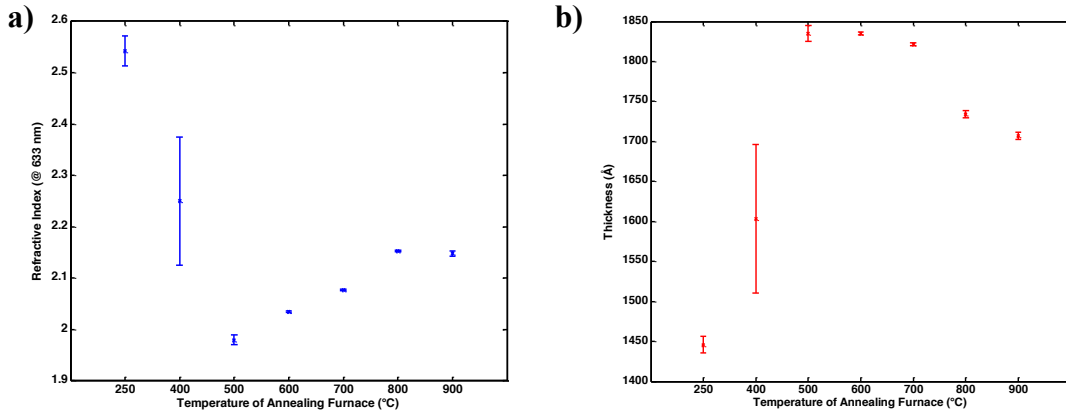 a)
2.6
2.5
2.4
2.3
2.2
2.1
2
1.9
Refractive Index (@ 633 nm)
250 400 500 600 700 800 900
Temperature of Annealing Furnace (°C)
b)
1850
1800
1750
1700
1650
1600
1550
1500
1450
1400
Thickness (Å)
250 400 500 600 700 800 900
Temperature of Annealing Furnace (°C)